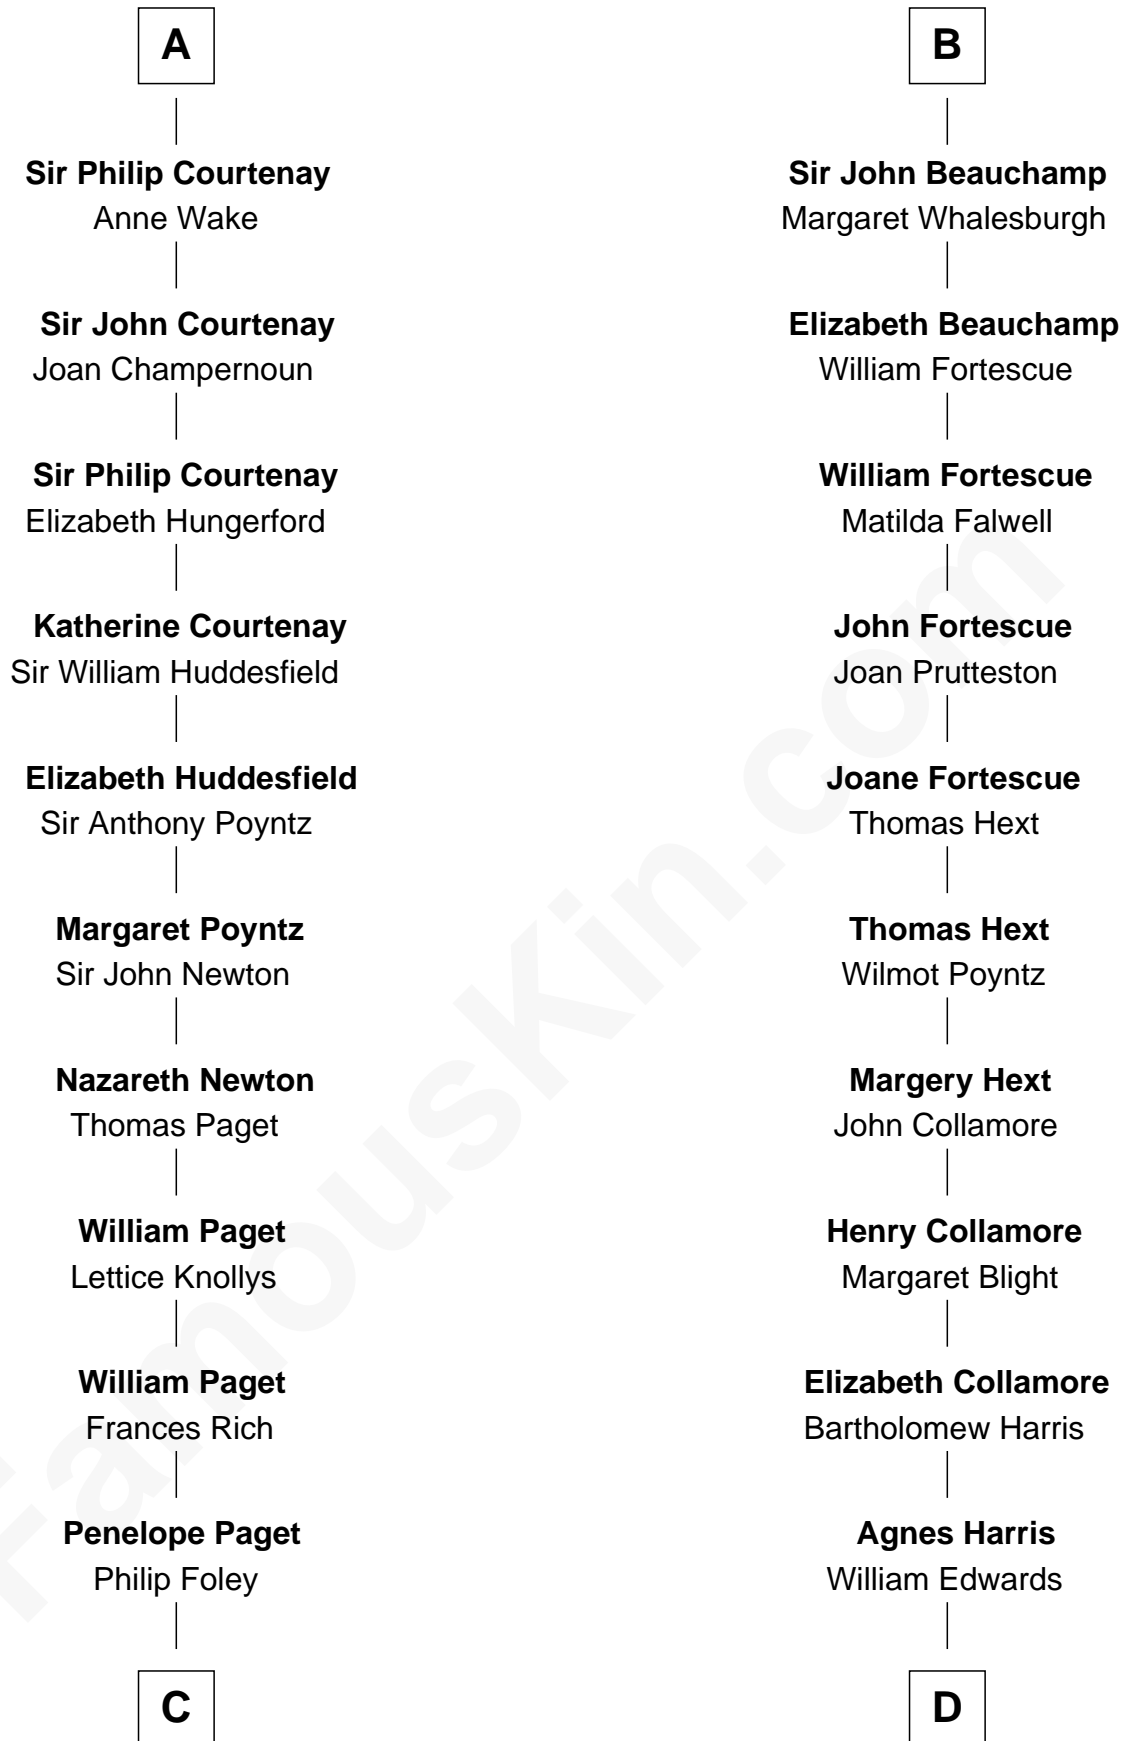 A
Sir Philip Courtenay
Anne Wake
Sir John Courtenay
Joan Champernoun
Sir Philip Courtenay
Elizabeth Hungerford
Katherine Courtenay
Sir William Huddesfield
Elizabeth Huddesfield
Sir Anthony Poyntz
Margaret Poyntz
Sir John Newton
Nazareth Newton
Thomas Paget
William Paget
Lettice Knollys
William Paget
Frances Rich
Penelope Paget
Philip Foley
C
B
Sir John Beauchamp
Margaret Whalesburgh
Elizabeth Beauchamp
William Fortescue
William Fortescue
Matilda Falwell
John Fortescue
Joan Prutteston
Joane Fortescue
Thomas Hext
Thomas Hext
Wilmot Poyntz
Margery Hext
John Collamore
Henry Collamore
Margaret Blight
Elizabeth Collamore
Bartholomew Harris
Agnes Harris
William Edwards
D
FamousKin.com